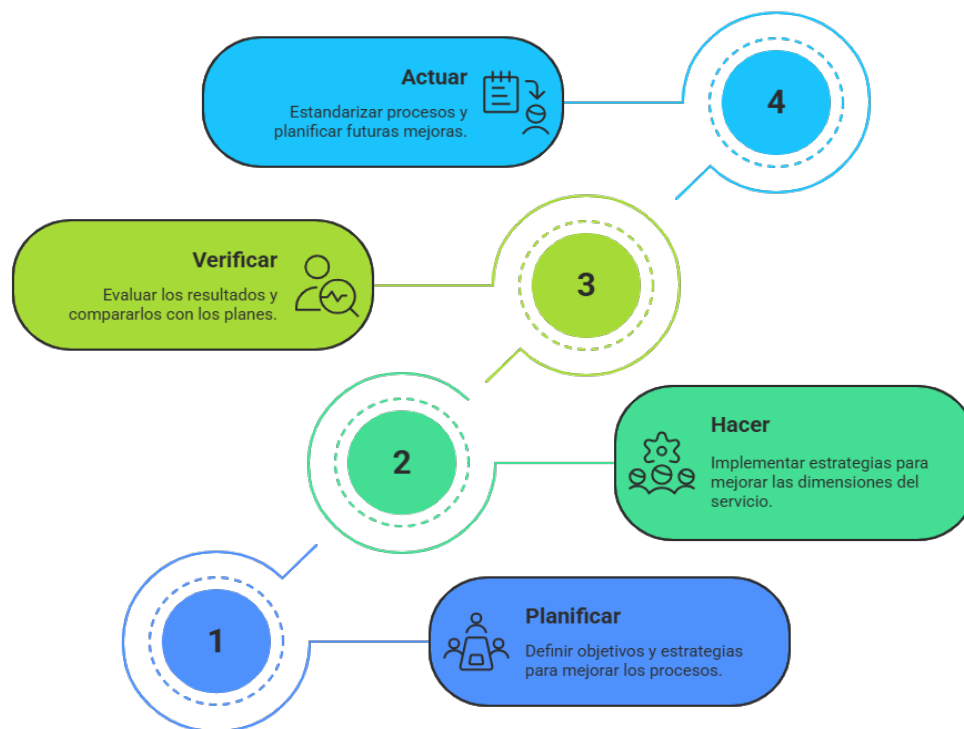 Actuar
Estandarizar procesos y
planificar futuras mejoras.
4
Verificar
Evaluar los resultados y
compararlos con los planes.
3
2
Hacer
Implementar estrategias para
mejorar las dimensiones del
servicio.
1
Planificar
Definir objetivos y estrategias
para mejorar los procesos.